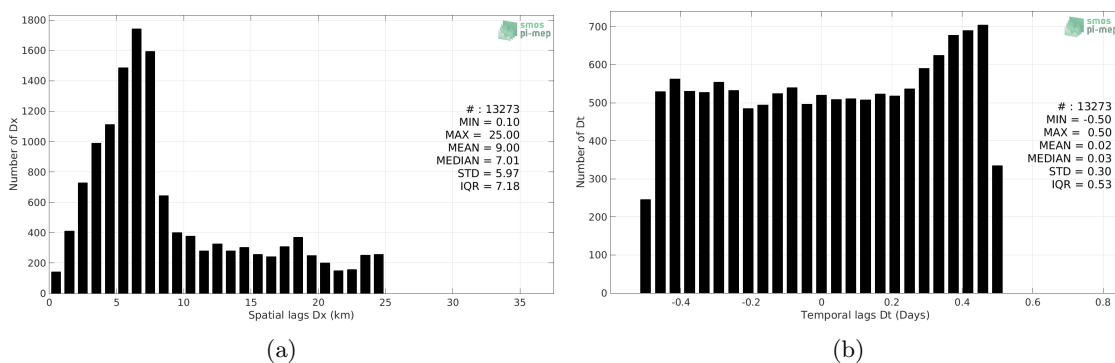 1800
1600
1400
1200
1000
800
600
400
200
0
Number of Dx
0 5 10 15 20 25 30 35
Spatial lags Dx (km)
smos
pi-mep
# : 13273
MIN = 0.10
MAX = 25.00
MEAN = 9.00
MEDIAN = 7.01
STD = 5.97
IQR = 7.18
(a)
700
600
500
400
300
200
100
0
Number of Dt
-0.4 -0.2 0 0.2 0.4 0.6 0.8
Temporal lags Dt (Days)
smos
pi-mep
# : 13273
MIN = -0.50
MAX = 0.50
MEAN = 0.02
MEDIAN = 0.03
STD = 0.30
IQR = 0.53
(b)